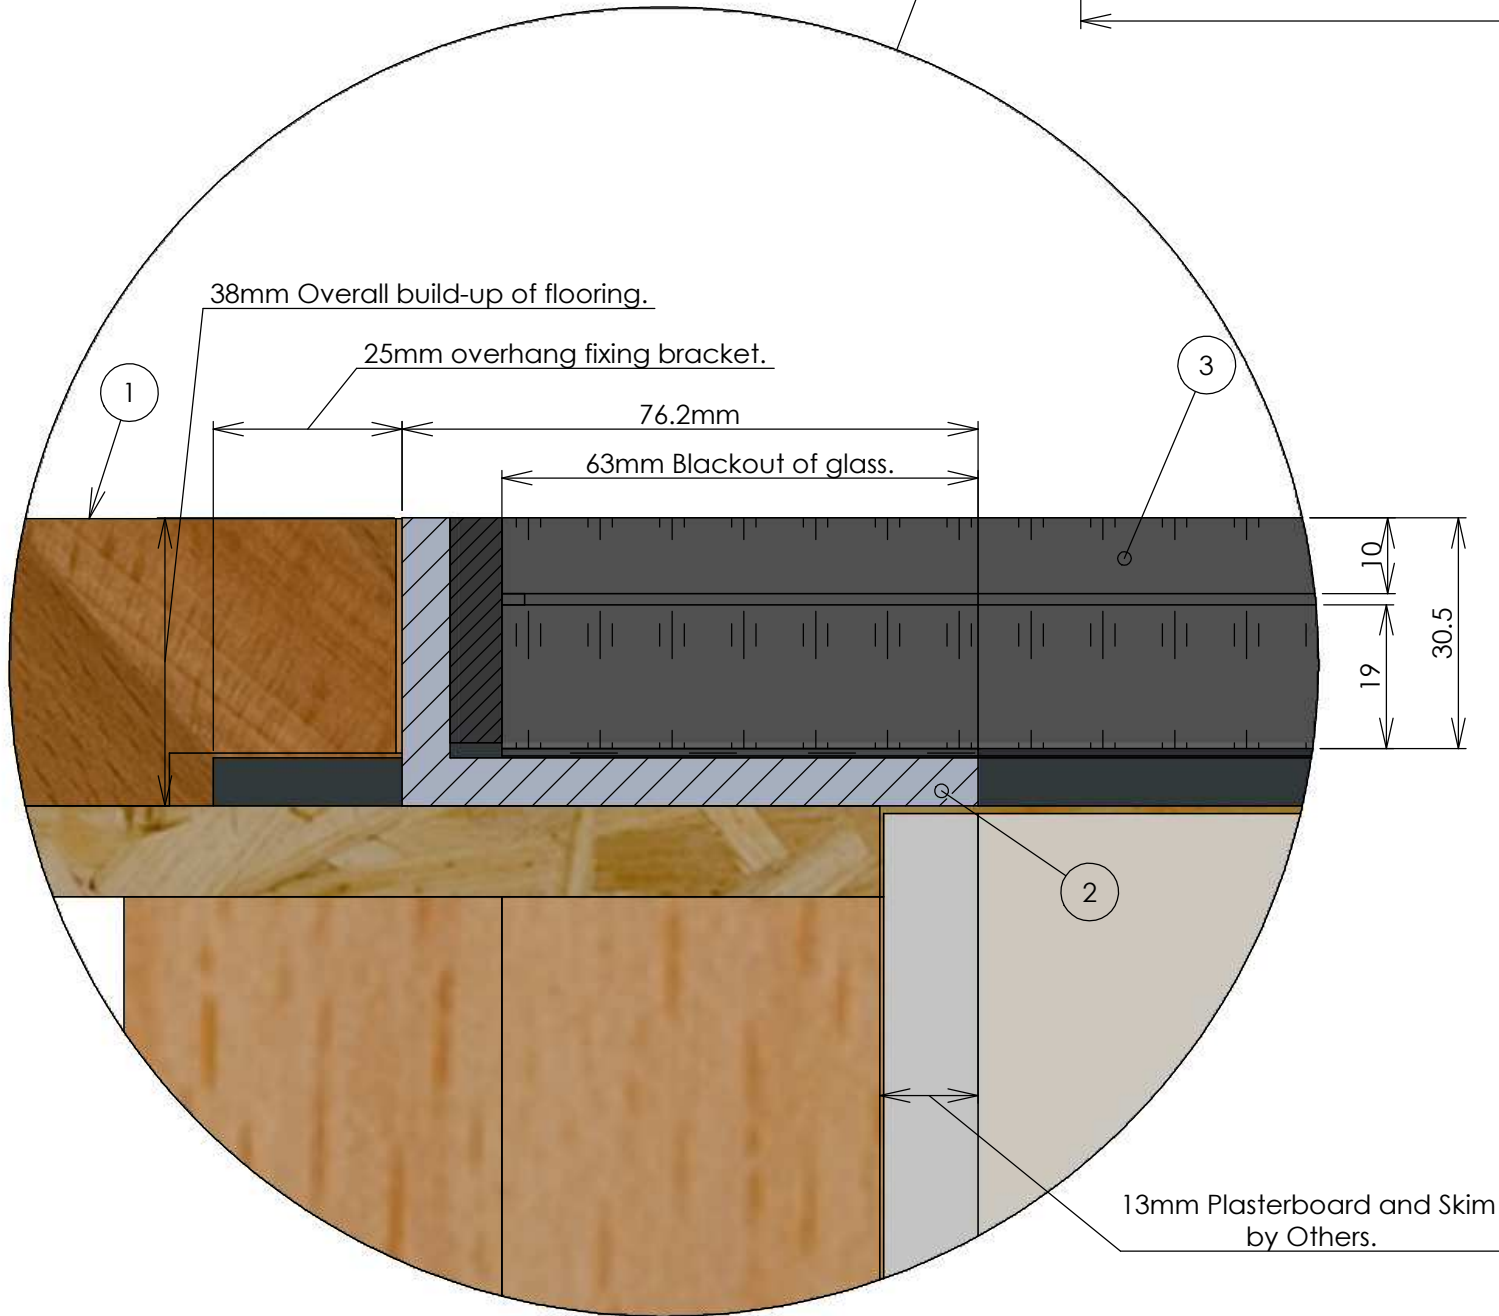 38mm Overall build-up of flooring.
25mm overhang fixing bracket.
1
3
76.2mm
63mm Blackout of glass.
10
30.5
19
2
13mm Plasterboard and Skim
by Others.